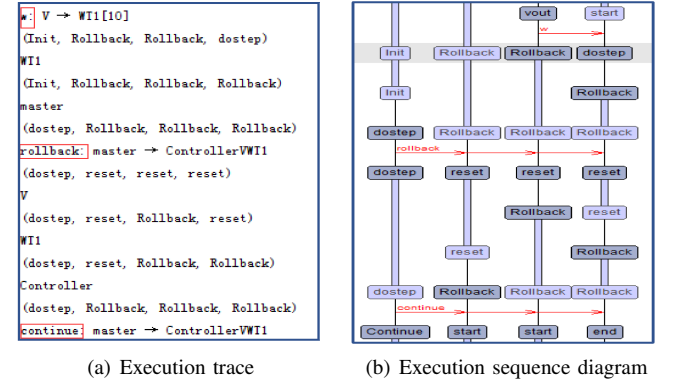 w: V → WT1[10]
(Init, Rollback, Rollback, dostep)
WT1
(Init, Rollback, Rollback, Rollback)
master
(dostep, Rollback, Rollback, Rollback)
rollback: master → ControllerVWT1
(dostep, reset, reset, reset)
V
(dostep, reset, Rollback, reset)
WT1
(dostep, reset, Rollback, Rollback)
Controller
(dostep, Rollback, Rollback, Rollback)
continue: master → ControllerVWT1
(a) Execution trace
vout start
w
Init Rollback Rollback dostep
Init Rollback
dostep Rollback Rollback Rollback
rollback
dostep reset reset reset
Rollback reset
reset Rollback
dostep Rollback Rollback Rollback
continue
Continue start start end
(b) Execution sequence diagram